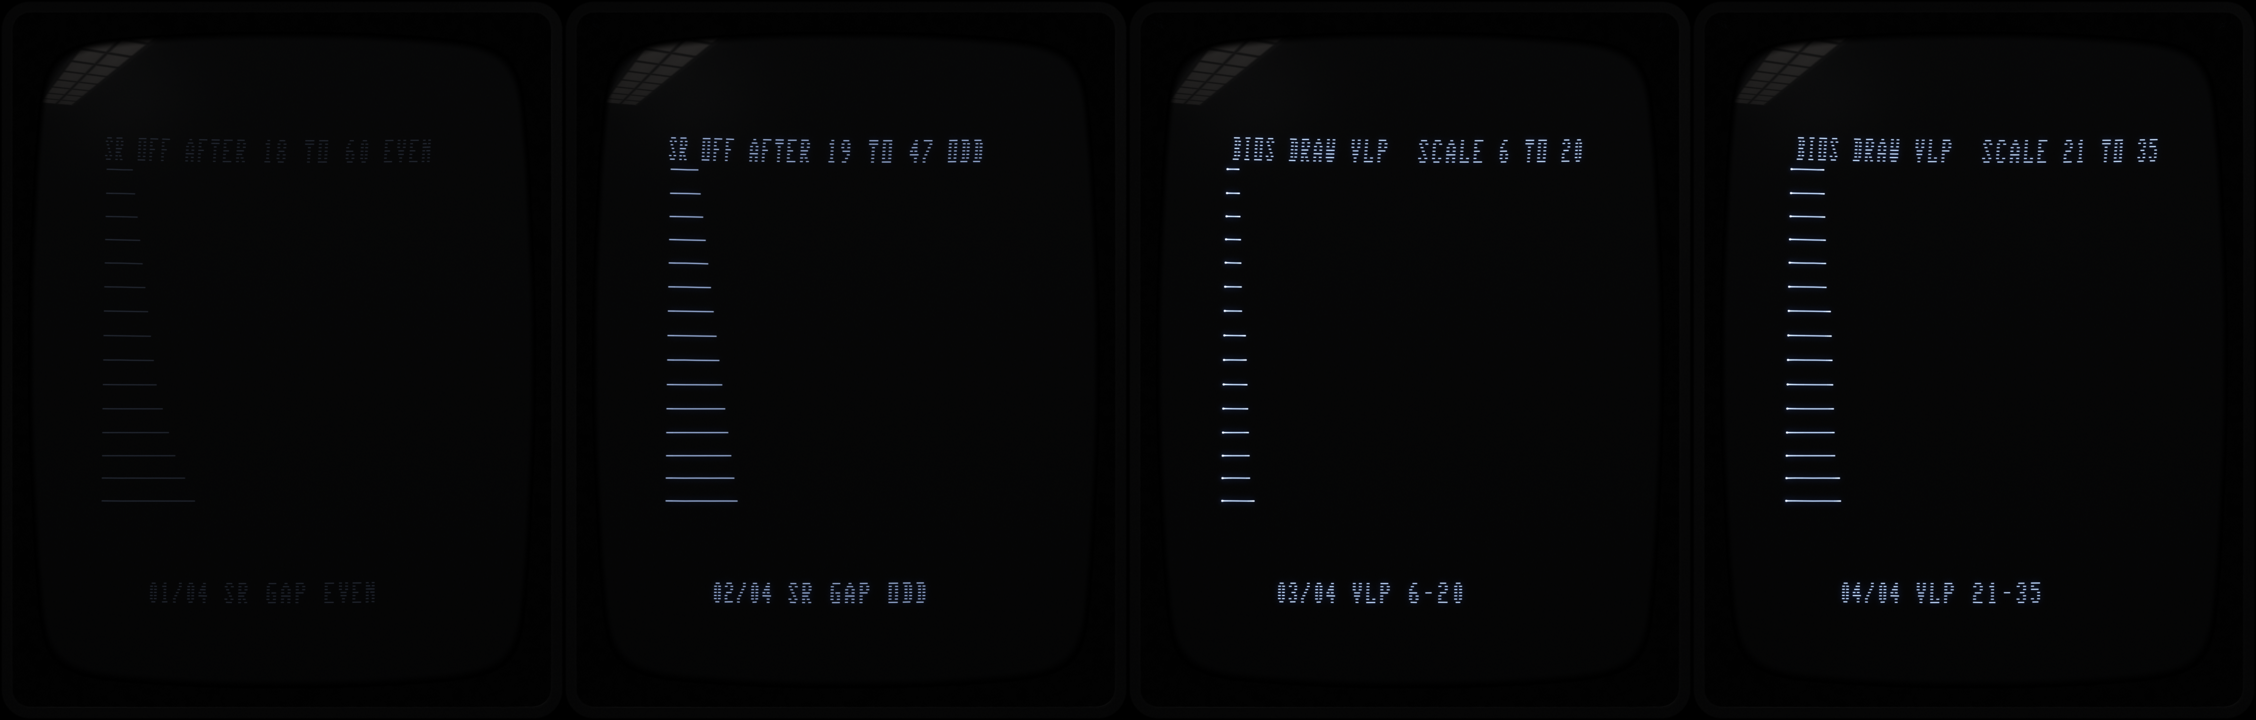 SR OFF AFTER 18 TO 60 EVEN
01/04 SR GAP EVEN
SR OFF AFTER 19 TO 47 ODD
02/04 SR GAP ODD
BIOS DRAW VLP SCALE 6 TO 20
03/04 VLP 6-20
BIOS DRAW VLP SCALE 21 TO 35
04/04 VLP 21-35